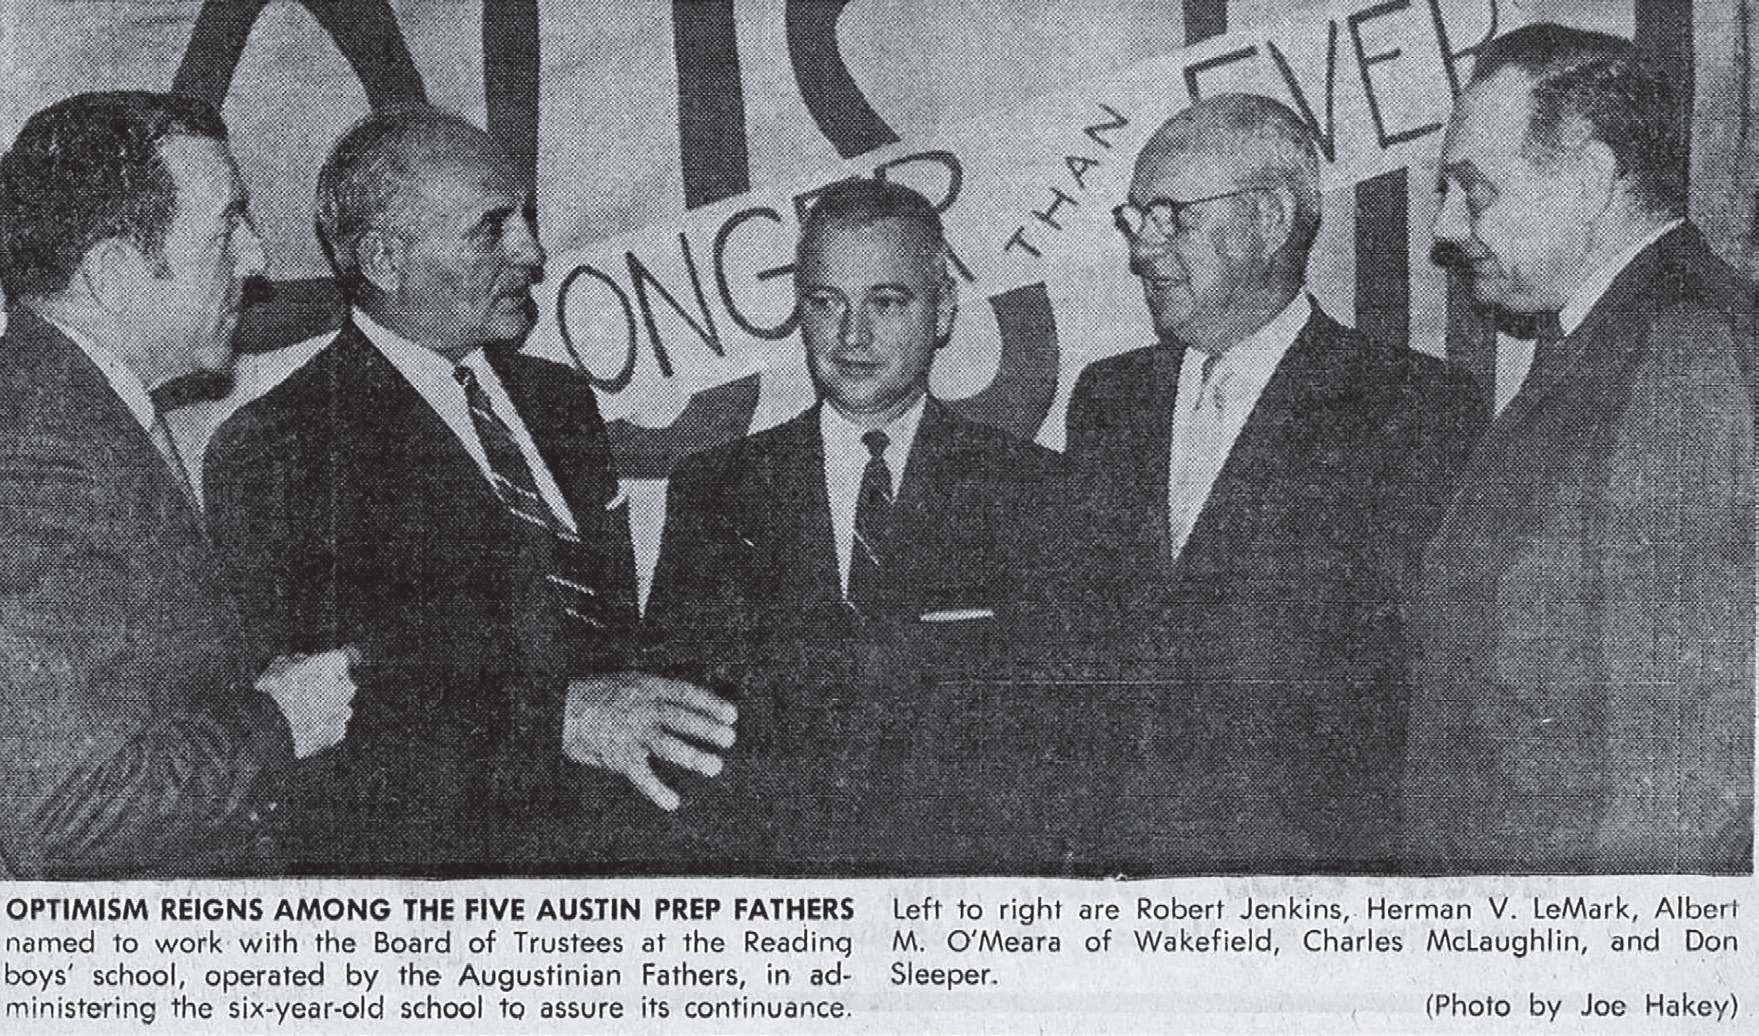 ONGER THAN EVER
OPTIMISM REIGNS AMONG THE FIVE AUSTIN PREP FATHERS
named to work with the Board of Trustees at the Reading
boys' school, operated by the Augustinian Fathers, in ad-
ministering the six-year-old school to assure its continuance.
Left to right are Robert Jenkins, Herman V. LeMark, Albert
M. O'Meara of Wakefield, Charles McLaughlin, and Don
Sleeper.
(Photo by Joe Hakey)